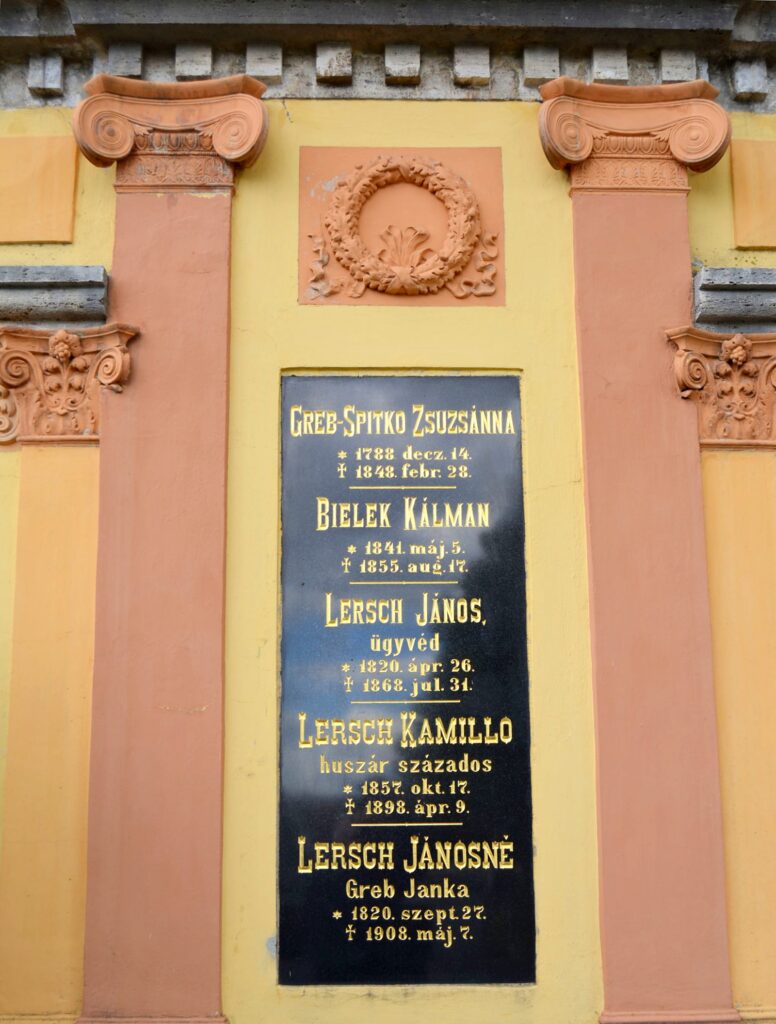 GREB-SPITKO ZSUZSÁNNA
* 1788. decz. 14.
✝ 1848. febr. 28.
BIELEK KÁLMAN
* 1841. máj. 5.
✝ 1855. aug. 17.
LERSCH JÁNOS,
ügyvéd
* 1820. ápr. 26.
✝ 1868. jul. 31.
LERSCH KAMILLO
huszár százados
* 1857. okt. 17.
✝ 1898. ápr. 9.
LERSCH JÁNOSNÉ
Greb Janka
* 1820. szept. 27.
✝ 1908. máj. 7.